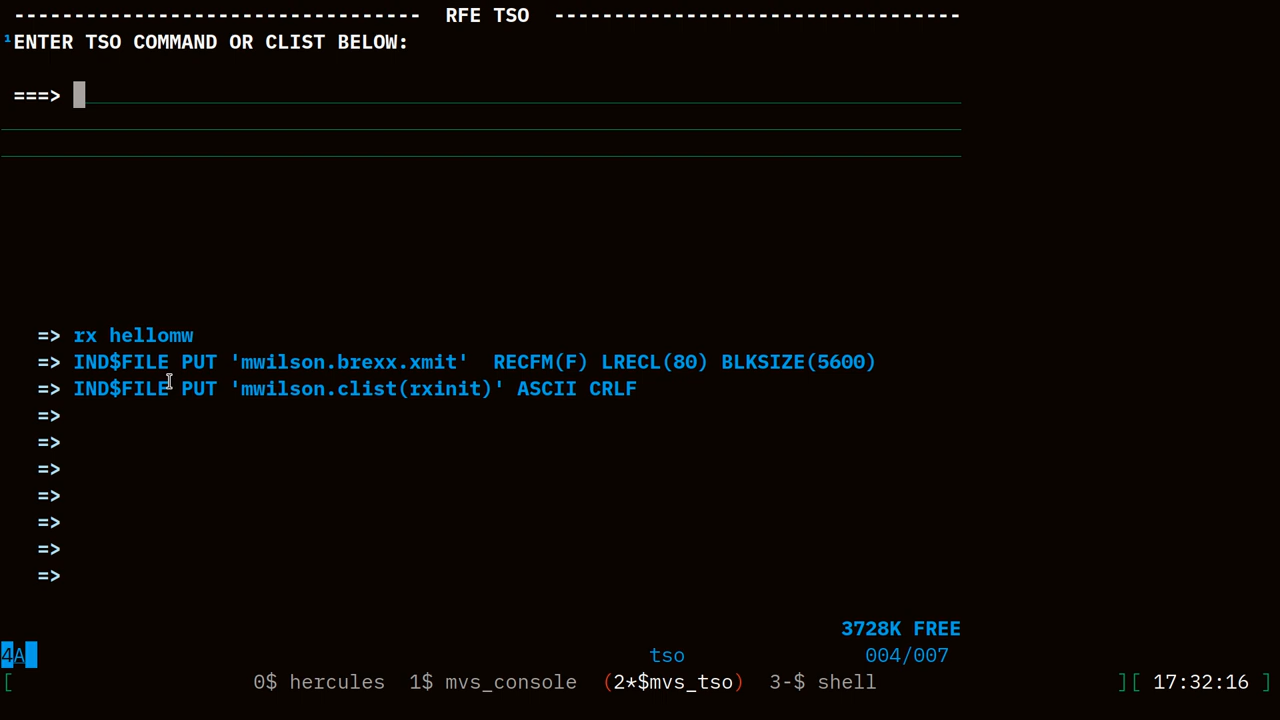 ---------------------------------- RFE TSO ----------------------------------
¹ENTER TSO COMMAND OR CLIST BELOW:
===>
=> rx hellomw
=> IND$FILE PUT 'mwilson.brexx.xmit'  RECFM(F) LRECL(80) BLKSIZE(5600)
=> IND$FILE PUT 'mwilson.clist(rxinit)' ASCII CRLF
=>
=>
=>
=>
=>
=>
=>
3728K FREE
4A tso 004/007
[ 0$ hercules 1$ mvs_console (2*$mvs_tso) 3-$ shell ][ 17:32:16 ]